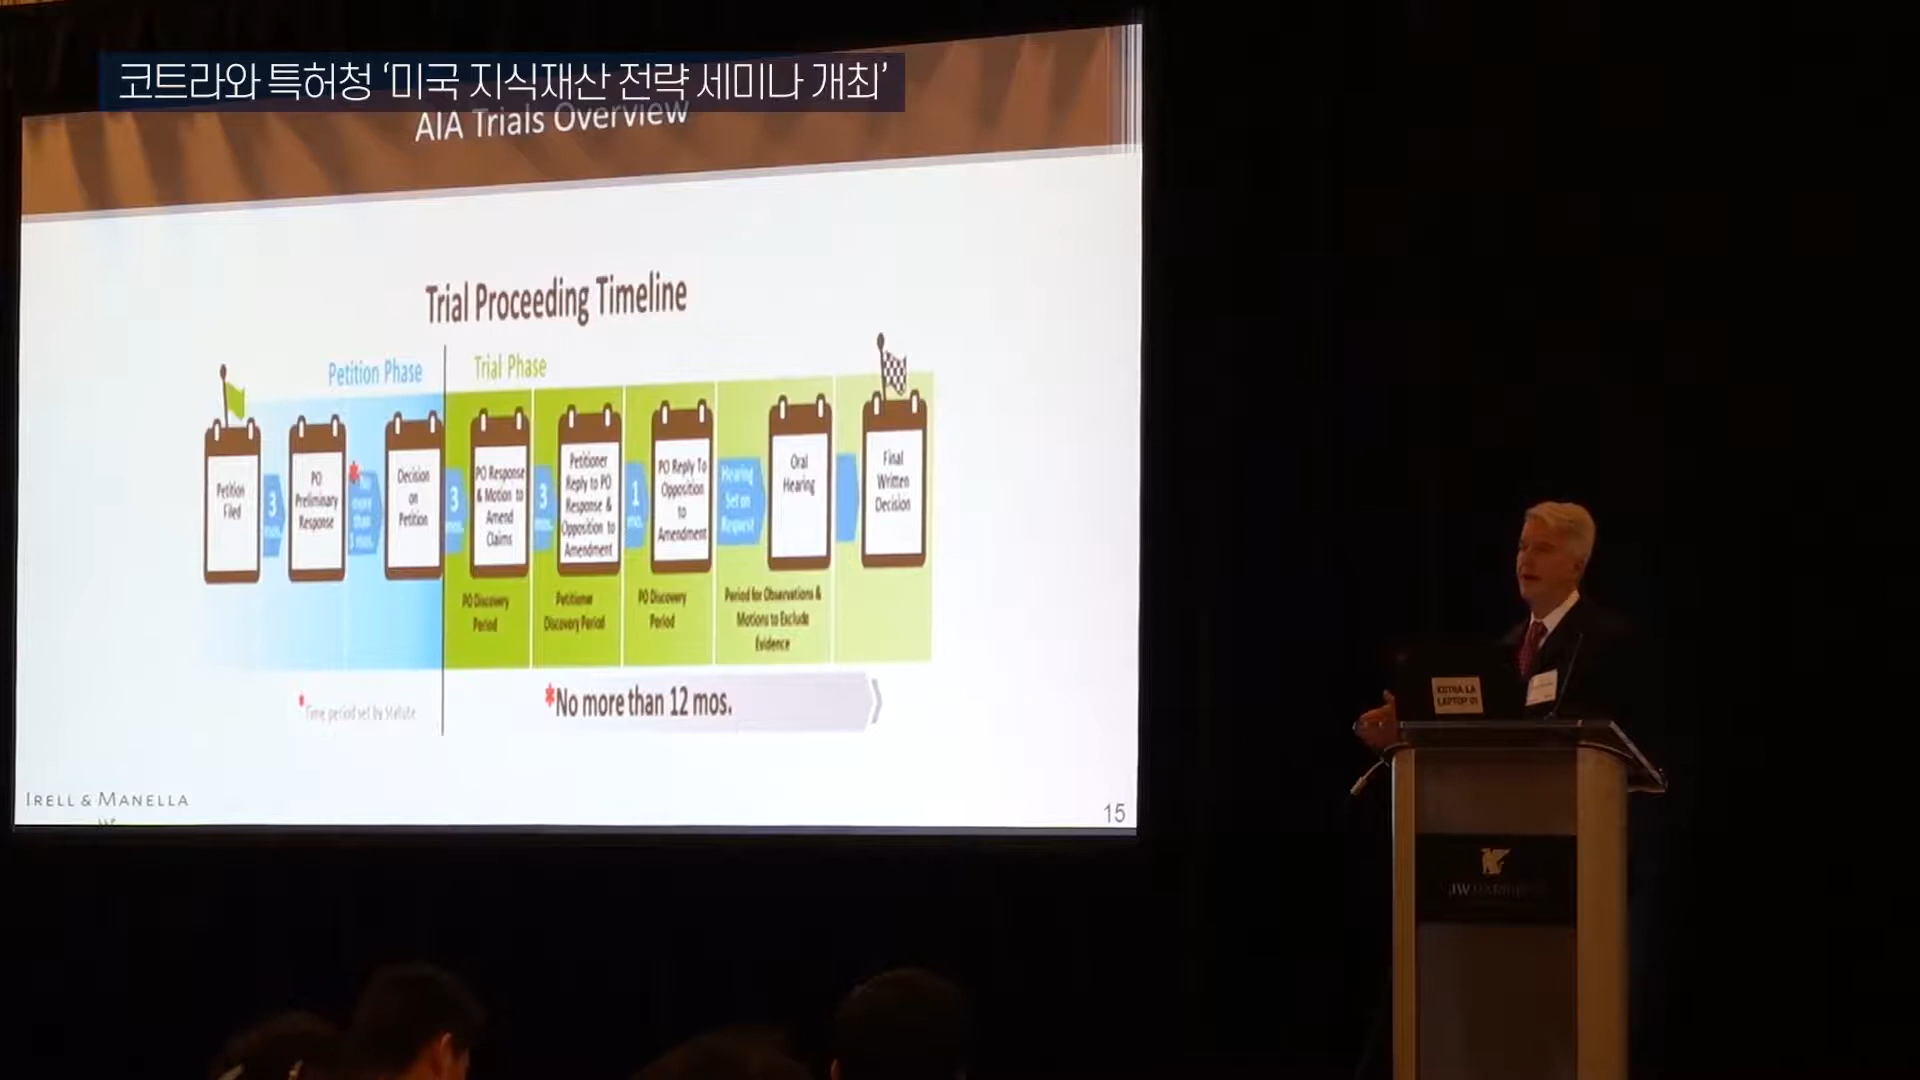 코트라와 특허청 ‘미국 지식재산 전략 세미나 개최’
AIA Trials Overview
Trial Proceeding Timeline
Petition Phase
Trial Phase
Petition
Filed
3
mos.
PO
Preliminary
Response
*No
more
than
3 mos.
Decision
on
Petition
3
mos.
PO Response
& Motion to
Amend
Claims
3
mos.
Petitioner
Reply to PO
Response &
Opposition to
Amendment
1
mo.
PO Reply To
Opposition
to
Amendment
Hearing
Set on
Request
Oral
Hearing
Final
Written
Decision
PO Discovery
Period
Petitioner
Discovery Period
PO Discovery
Period
Period for Observations &
Motions to Exclude
Evidence
*Time period set by Statute
*No more than 12 mos.
IRELL & MANELLA
15
KOTRA LA
LAPTOP 01